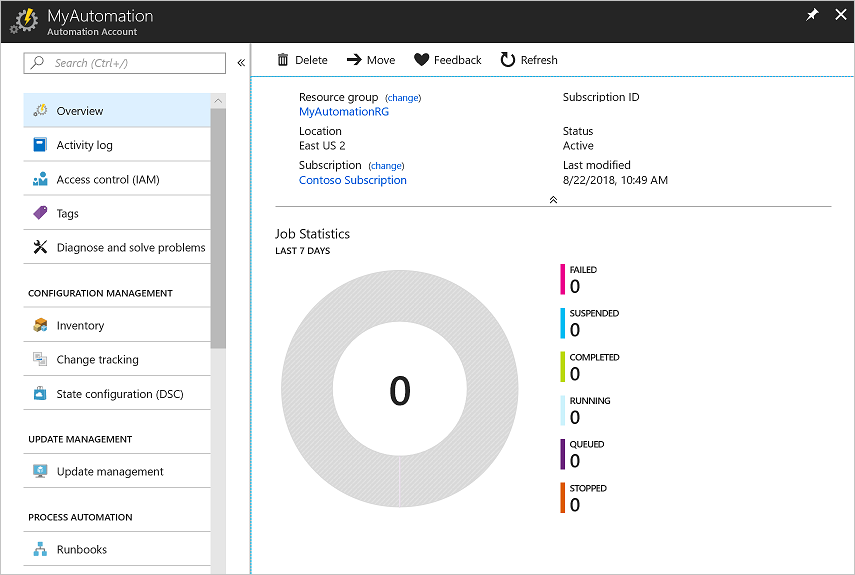 MyAutomation
Automation Account
Search (Ctrl+/)
Overview
Activity log
Access control (IAM)
Tags
Diagnose and solve problems
CONFIGURATION MANAGEMENT
Inventory
Change tracking
State configuration (DSC)
UPDATE MANAGEMENT
Update management
PROCESS AUTOMATION
Runbooks
Delete
Move
Feedback
Refresh
Resource group (change)
MyAutomationRG
Location
East US 2
Subscription (change)
Contoso Subscription
Subscription ID
Status
Active
Last modified
8/22/2018, 10:49 AM
Job Statistics
LAST 7 DAYS
0
FAILED
0
SUSPENDED
0
COMPLETED
0
RUNNING
0
QUEUED
0
STOPPED
0